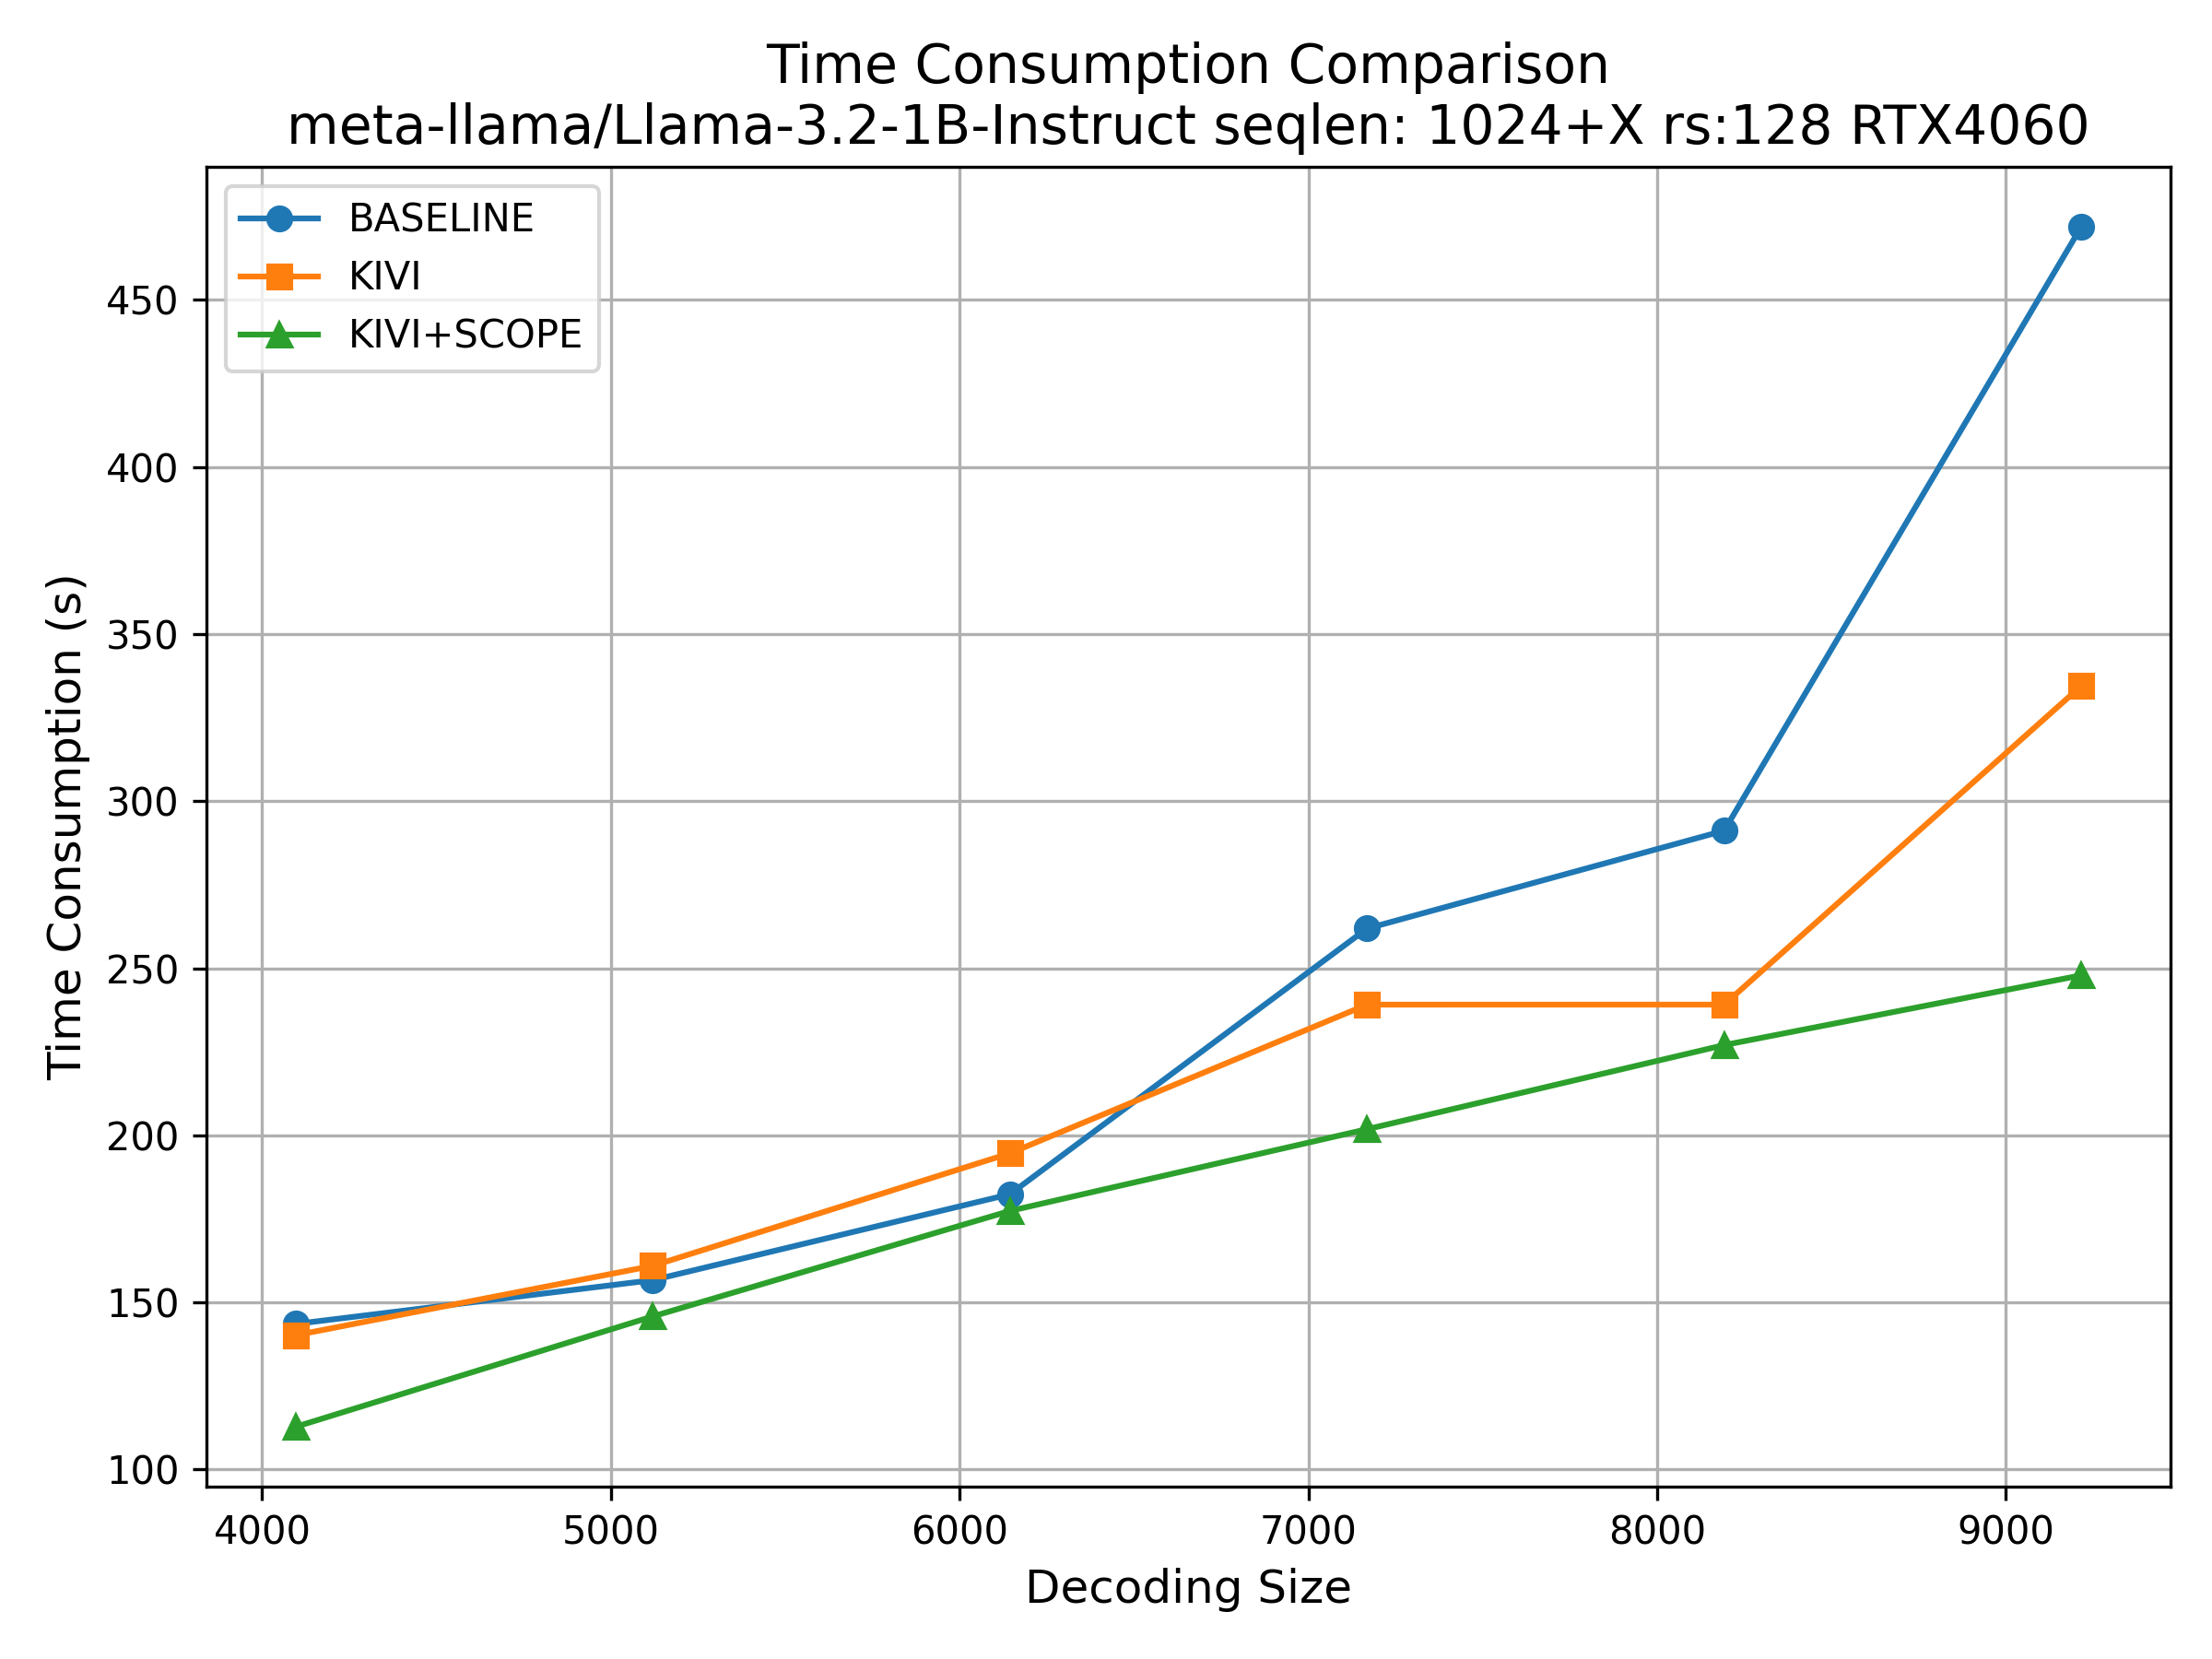 Time Consumption Comparison
meta-llama/Llama-3.2-1B-Instruct seqlen: 1024+X rs:128 RTX4060
BASELINE
KIVI
KIVI+SCOPE
Time Consumption (s)
450
400
350
300
250
200
150
100
4000 5000 6000 7000 8000 9000
Decoding Size